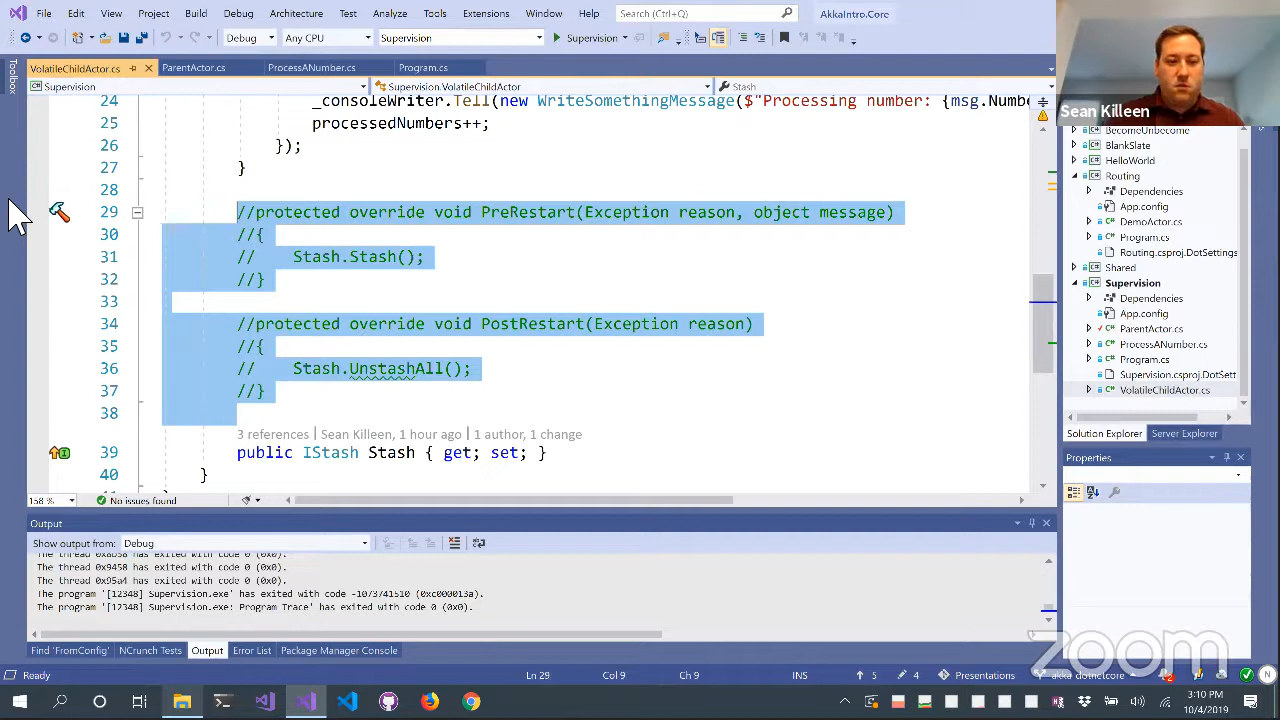 File Edit View Git Project Build Debug Test Analyze Tools Extensions Window Help Search (Ctrl+Q) AkkaIntro.Core
Debug Any CPU Supervision Supervision
VolatileChildActor.cs ParentActor.cs ProcessANumber.cs Program.cs
Supervision Supervision.VolatileChildActor Stash
Toolbox
24 _consoleWriter.Tell(new WriteSomethingMessage($"Processing number: {msg.Numbe
25 processedNumbers++;
26 });
27 }
28
29 //protected override void PreRestart(Exception reason, object message)
30 //{
31 // Stash.Stash();
32 //}
33
34 //protected override void PostRestart(Exception reason)
35 //{
36 // Stash.UnstashAll();
37 //}
38
3 references | Sean Killeen, 1 hour ago | 1 author, 1 change
39 public IStash Stash { get; set; }
40 }
158 % No issues found
Sean Killeen
BecomeUnbecome
BlankSlate
HelloWorld
Routing
Dependencies
App.config
DemoActor.cs
Program.cs
Routing.csproj.DotSettings
Shared
Supervision
Dependencies
App.config
ParentActor.cs
ProcessANumber.cs
Program.cs
Supervision.csproj.DotSett
VolatileChildActor.cs
Solution Explorer Server Explorer
Properties
Output
Show output from: Debug
The thread 0x8b58 has exited with code 0 (0x0).
The thread 0x9458 has exited with code 0 (0x0).
The thread 0x95a4 has exited with code 0 (0x0).
The program '[12348] Supervision.exe' has exited with code -1073741510 (0xc000013a).
The program '[12348] Supervision.exe: Program Trace' has exited with code 0 (0x0).
Find 'FromConfig' NCrunch Tests Output Error List Package Manager Console
zoom
Ready Ln 29 Col 9 Ch 9 INS 5 4 Presentations akka dotnetcore 2 N
3:10 PM
10/4/2019